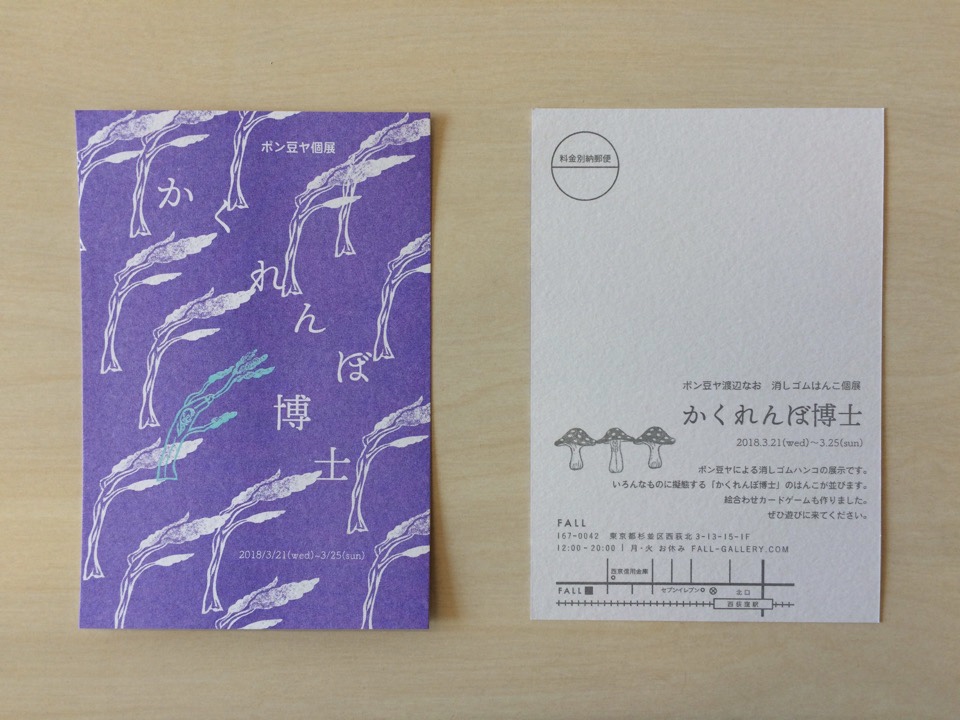 ボン豆ヤ個展
かくれんぼ博士
2018/3/21(wed)~3/25(sun)
料金別納郵便
ボン豆ヤ渡辺なお 消しゴムはんこ個展
かくれんぼ博士
2018.3.21(wed)〜3.25(sun)
ボン豆ヤによる消しゴムハンコの展示です。
いろんなものに擬態する「かくれんぼ博士」のはんこが並びます。
絵合わせカードゲームも作りました。
ぜひ遊びに来てください。
FALL
167-0042 東京都杉並区西荻北 3-13-15-1F
12:00-20:00 | 月・火 お休み FALL-GALLERY.COM
西京信用金庫
FALL
セブンイレブン
北口
西荻窪駅